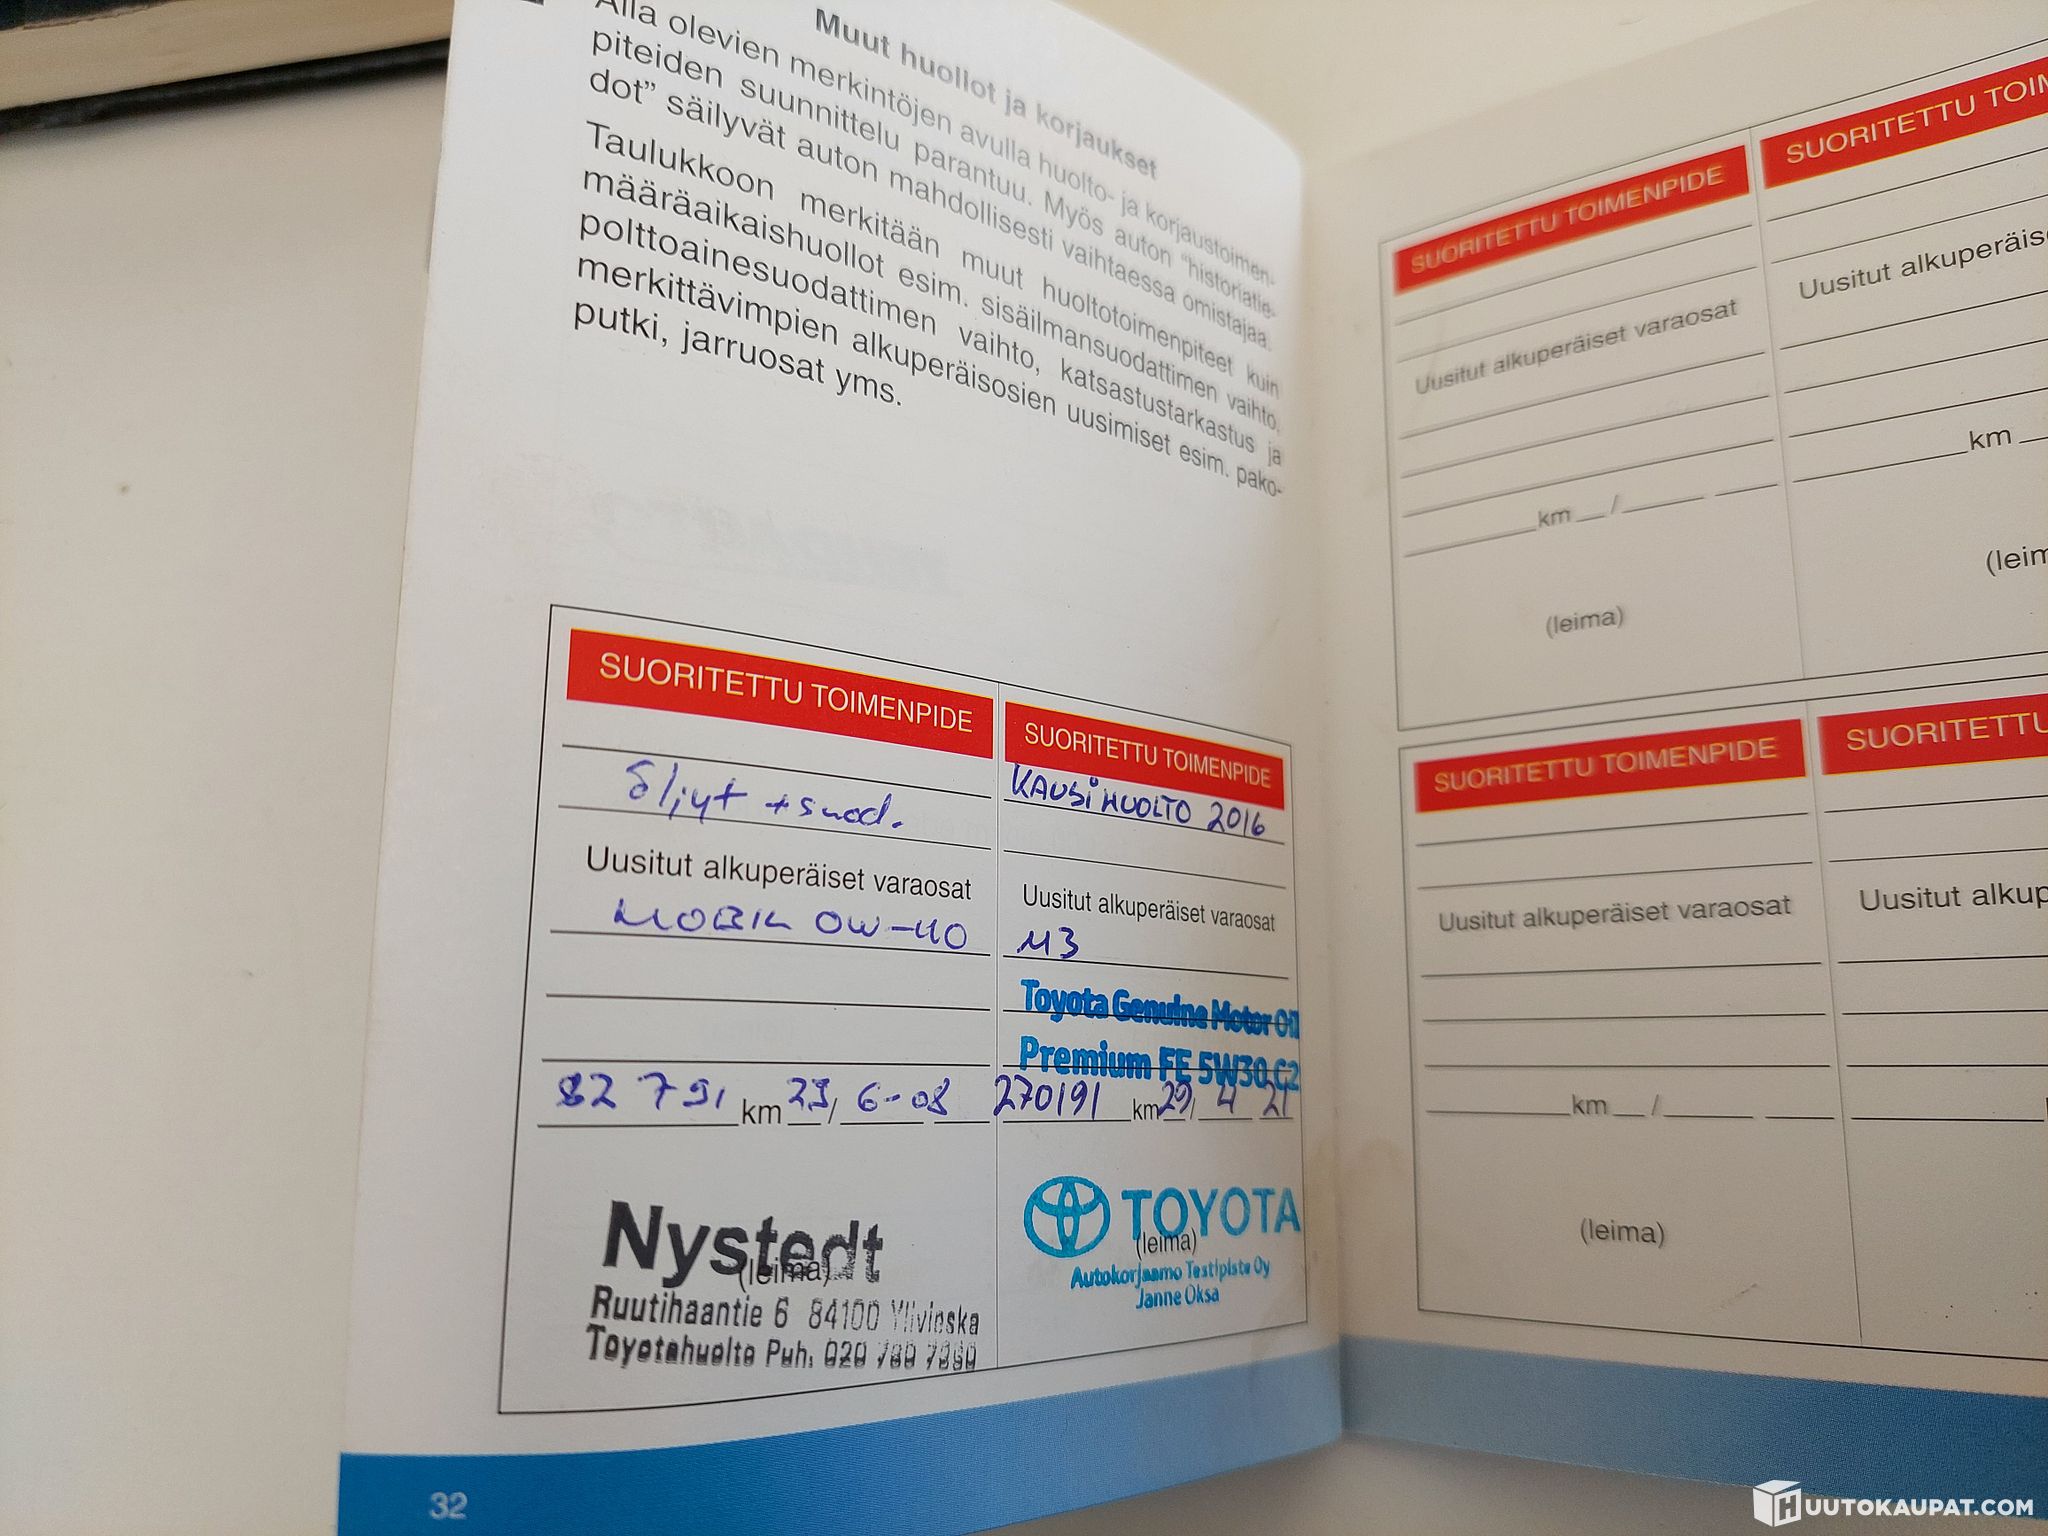 Muut huollot ja korjaukset
Alla olevien merkintöjen avulla huolto- ja korjaustoimen-
piteiden suunnittelu parantuu. Myös auton "historiatie-
dot" säilyvät auton mahdollisesti vaihtaessa omistajaa.
Taulukkoon merkitään muut huoltotoimenpiteet kuin
määräaikaishuollot esim. sisäilmansuodattimen vaihto,
polttoainesuodattimen vaihto, katsastustarkastus ja
merkittävimpien alkuperäisosien uusimiset esim. pako-
putki, jarruosat yms.
SUORITETTU TOIMENPIDE
öljyt + suod.
Uusitut alkuperäiset varaosat
MOBIL 0W-40
82 791 km 23 / 6-08
Nystedt
(leima)
Ruutihaantie 6 84100 Ylivieska
Toyotahuolto Puh. 020
SUORITETTU TOIMENPIDE
KAUSIHUOLTO 2016
Uusitut alkuperäiset varaosat
M3
Toyota Genuine Motor Oil
Premium FE 5W30 C2
270191 km 29 / 4 21
TOYOTA
(leima)
Autokorjaamo Testipiste Oy
Janne Oksa
32
SUORITETTU TOIMENPIDE
Uusitut alkuperäiset varaosat
km /
(leima)
SUORITETTU TOIM
Uusitut alkuperäis
km
(leim
SUORITETTU TOIMENPIDE
Uusitut alkuperäiset varaosat
km /
(leima)
SUORITETTU
Uusitut alkup
HUUTOKAUPAT.COM